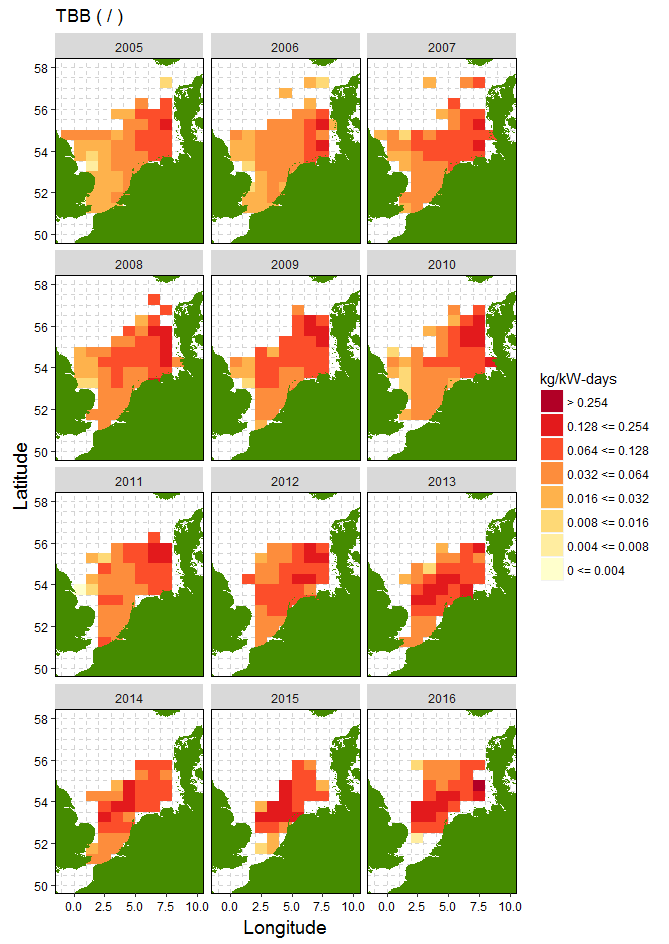 TBB ( / )
2005 2006 2007
58
56
54
52
50
2008 2009 2010
58
56
54
52
50
kg/kW-days
> 0.254
0.128 <= 0.254
0.064 <= 0.128
0.032 <= 0.064
0.016 <= 0.032
0.008 <= 0.016
0.004 <= 0.008
0 <= 0.004
Latitude
2011 2012 2013
58
56
54
52
50
2014 2015 2016
58
56
54
52
50
0.0 2.5 5.0 7.5 10.0 0.0 2.5 5.0 7.5 10.0 0.0 2.5 5.0 7.5 10.0
Longitude